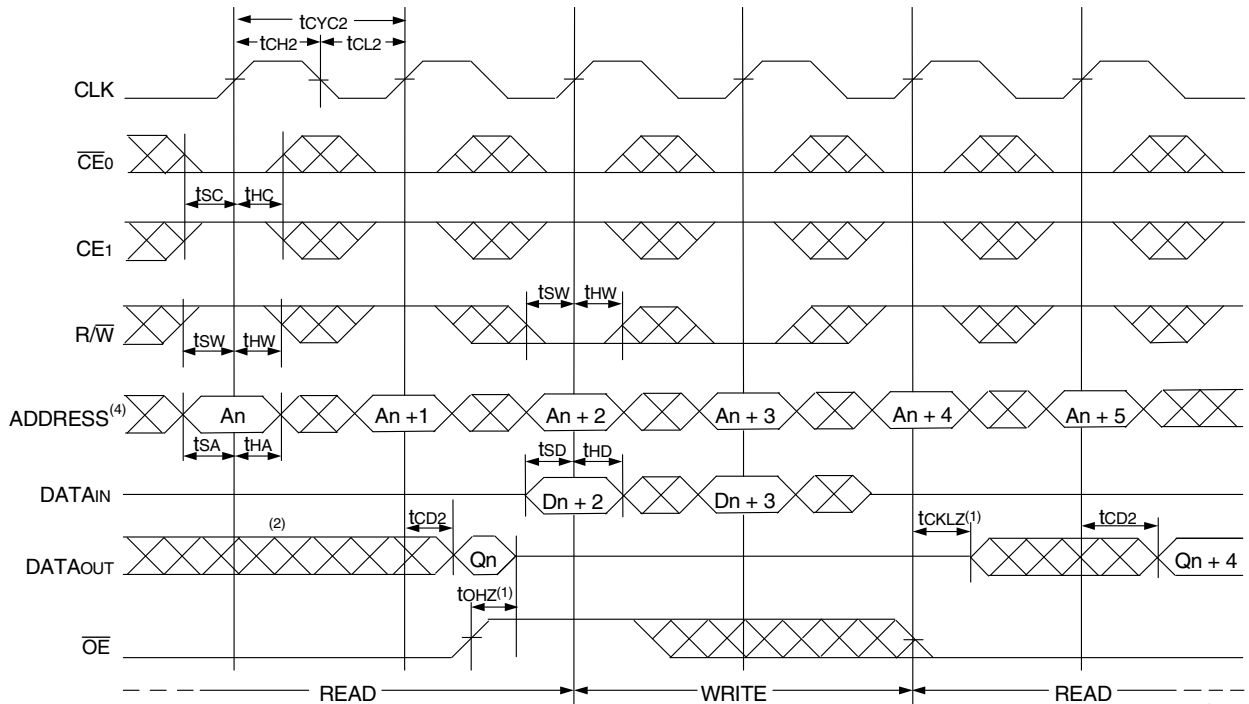 tCYC2
tCH2 tCL2
CLK
CE0
tSC tHC
CE1
tSW tHW
R/W
tSW tHW
ADDRESS(4) An An +1 An + 2 An + 3 An + 4 An + 5
tSA tHA
tSD tHD
DATAIN Dn + 2 Dn + 3
(2) tCD2 tCKLZ(1) tCD2
DATAOUT Qn Qn + 4
tOHZ(1)
OE
READ WRITE READ